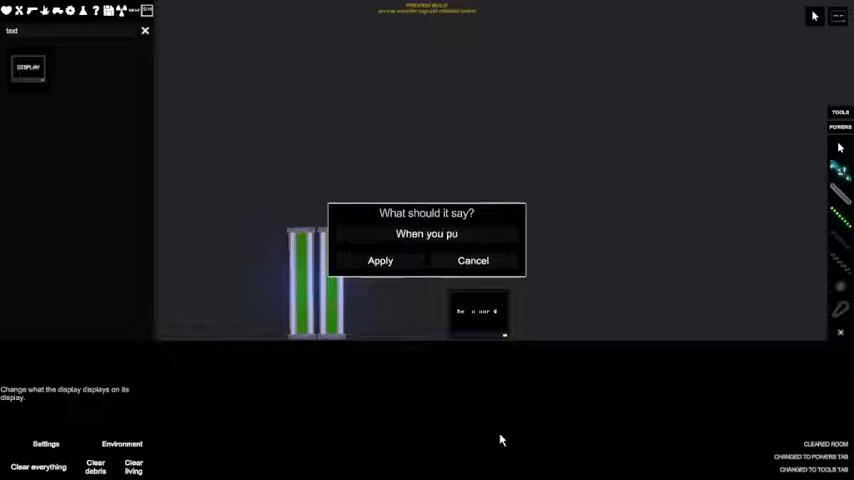 PREVIEW BUILD
text
DISPLAY
TOOLS
POWERS
What should it say?
When you pu
Apply
Cancel
Change what the display displays on its
display.
Settings
Environment
Clear everything
Clear
debris
Clear
living
CLEARED ROOM
CHANGED TO POWERS TAB
CHANGED TO TOOLS TAB